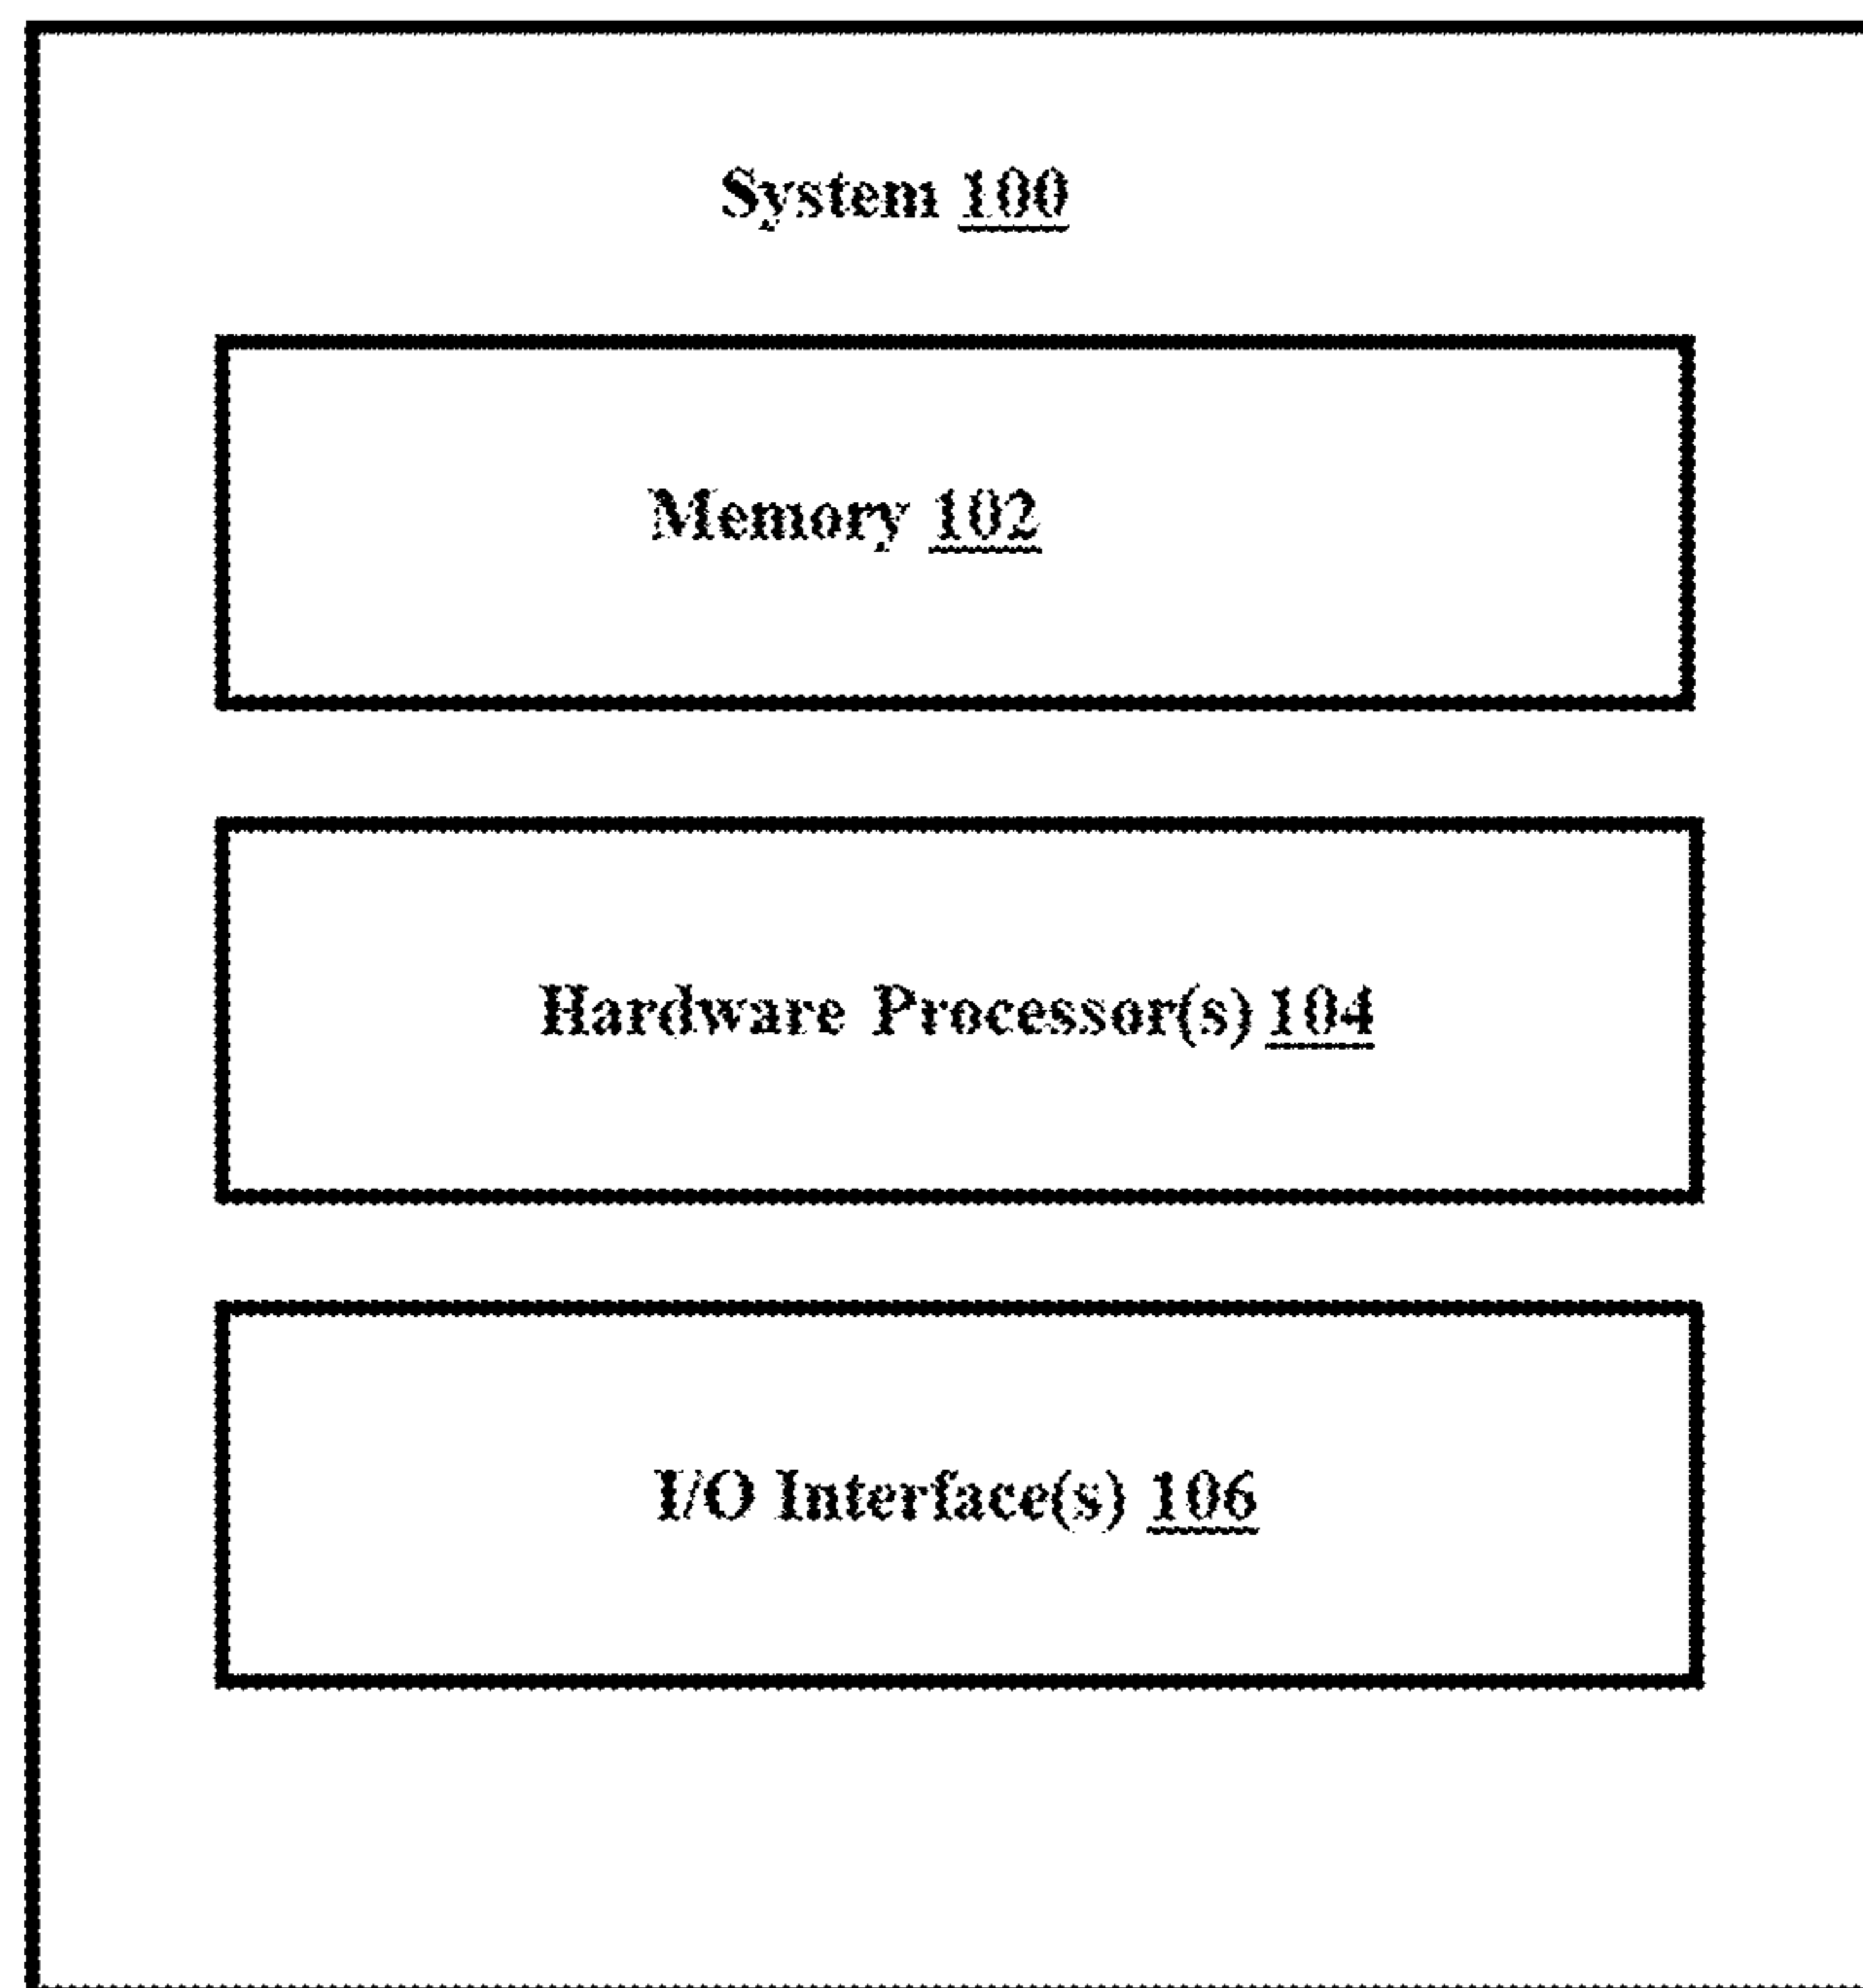 System 100
Memory 102
Hardware Processor(s) 104
I/O Interface(s) 106